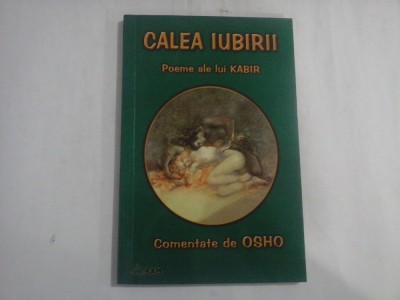 CALEA IUBIRII
Poeme ale lui KABIR
Comentate de OSHO